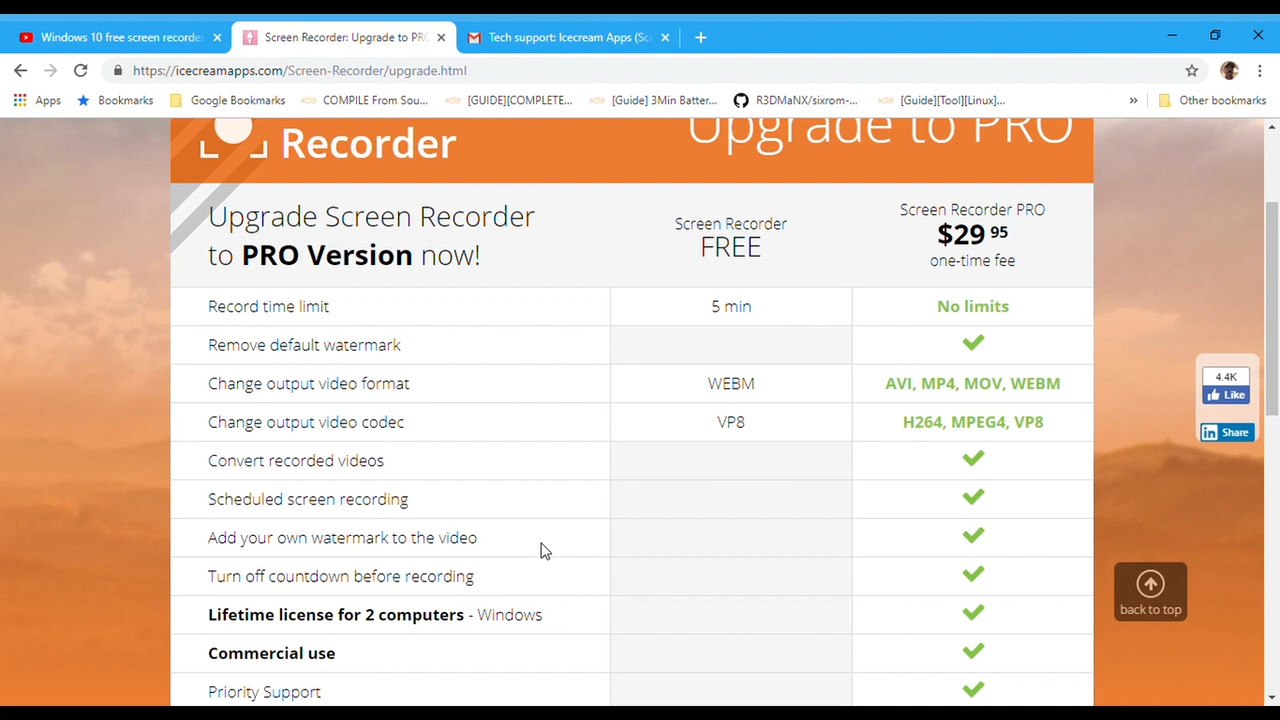 Windows 10 free screen recorde
Screen Recorder: Upgrade to PR
Tech support: Icecream Apps (Sc
https://icecreamapps.com/Screen-Recorder/upgrade.html
Apps
Bookmarks
Google Bookmarks
xda
COMPILE From Sou...
xda
[GUIDE][COMPLETE...
xda
[Guide] 3Min Batter...
R3DMaNX/sixrom-...
xda
[Guide][Tool][Linux]...
»
Other bookmarks
Recorder
Upgrade to PRO
Upgrade Screen Recorder
to PRO Version now!
Screen Recorder
FREE
Screen Recorder PRO
$29 95
one-time fee
Record time limit
5 min
No limits
Remove default watermark
Change output video format
WEBM
AVI, MP4, MOV, WEBM
Change output video codec
VP8
H264, MPEG4, VP8
Convert recorded videos
Scheduled screen recording
Add your own watermark to the video
Turn off countdown before recording
Lifetime license for 2 computers - Windows
Commercial use
Priority Support
4.4K
Like
in Share
back to top